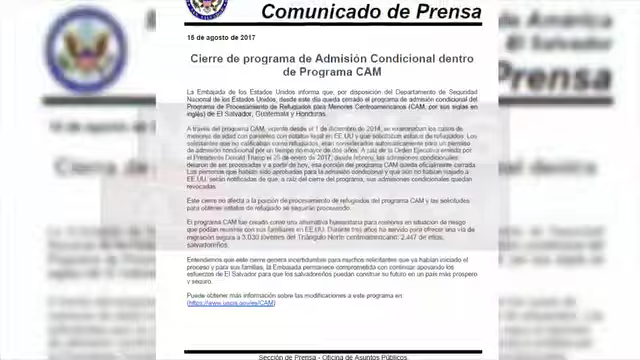 Comunicado de Prensa
15 de agosto de 2017
Cierre de programa de Admisión Condicional dentro
de Programa CAM
La Embajada de los Estados Unidos informa que, por disposición del Departamento de Seguridad
Nacional de los Estados Unidos, desde este día queda cerrado el programa de admisión condicional del
Programa de Procesamiento de Refugiados para Menores Centroamericanos (CAM, por sus siglas en
inglés) de El Salvador, Guatemala y Honduras.
A través del programa CAM, vigente desde el 1 de diciembre de 2014, se examinaban los casos de
menores de edad con parientes con estatus legal en EE.UU y que solicitaban estatus de refugiados. Los
solicitantes que no calificaban como refugiados, eran considerados automáticamente para un permiso
de admisión condicional por un tiempo no mayor de dos años. A raíz de la Orden Ejecutiva emitida por
el Presidente Donald Trump el 25 de enero de 2017, desde febrero, las admisiones condicionales
dejaron de ser procesadas y a partir de hoy, esa porción del programa CAM queda oficialmente cerrada.
Las personas que habían sido aprobadas para la admisión condicional y que aún no habían viajado a
EE.UU, serán notificadas de que, a raíz del cierre del programa, sus admisiones condicionales quedan
revocadas.
Este cierre no afecta a la porción de procesamiento de refugiados del programa CAM y las solicitudes
para obtener estatus de refugiado se seguirán procesando.
El programa CAM fue creado como una alternativa humanitaria para menores en situación de riesgo
que podían reunirse con sus familiares en EE.UU. Durante tres años ha servido para ofrecer una vía de
migración segura a 3,030 jóvenes del Triángulo Norte centroamericano: 2,447 de ellos,
salvadoreños.
Entendemos que este cierre genera incertidumbre para muchos solicitantes que ya habían iniciado el
proceso y para sus familias, la Embajada permanece comprometida con continuar apoyando los
esfuerzos de El Salvador para que los salvadoreños puedan construir su futuro en un país más próspero
y seguro.
Puede obtener más información sobre las modificaciones a este programa en:
(https://www.uscis.gov/es/CAM)
Sección de Prensa - Oficina de Asuntos Públicos.